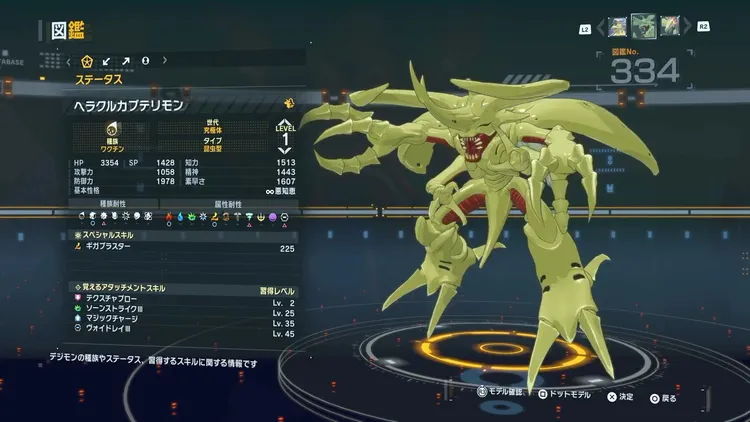 図鑑
L2
R2
図鑑No.
334
ステータス
ヘラクルカブテリモン
種族
ワクチン
世代
究極体
タイプ
昆虫型
LEVEL
1
HP 3354 SP 1428 知力 1513
攻撃力 1058 精神 1443
防御力 1978 素早さ 1607
基本性格 悪知恵
種族耐性 属性耐性
スペシャルスキル
ギガブラスター 225
覚えるアタッチメントスキル 習得レベル
テクスチャブロー Lv. 2
ソーンストライクIII Lv. 25
マジックチャージ Lv. 35
ヴォイドレイIII Lv. 45
デジモンの種族やステータス、習得するスキルに関する情報です
R3 モデル確認 ドットモデル 決定 戻る